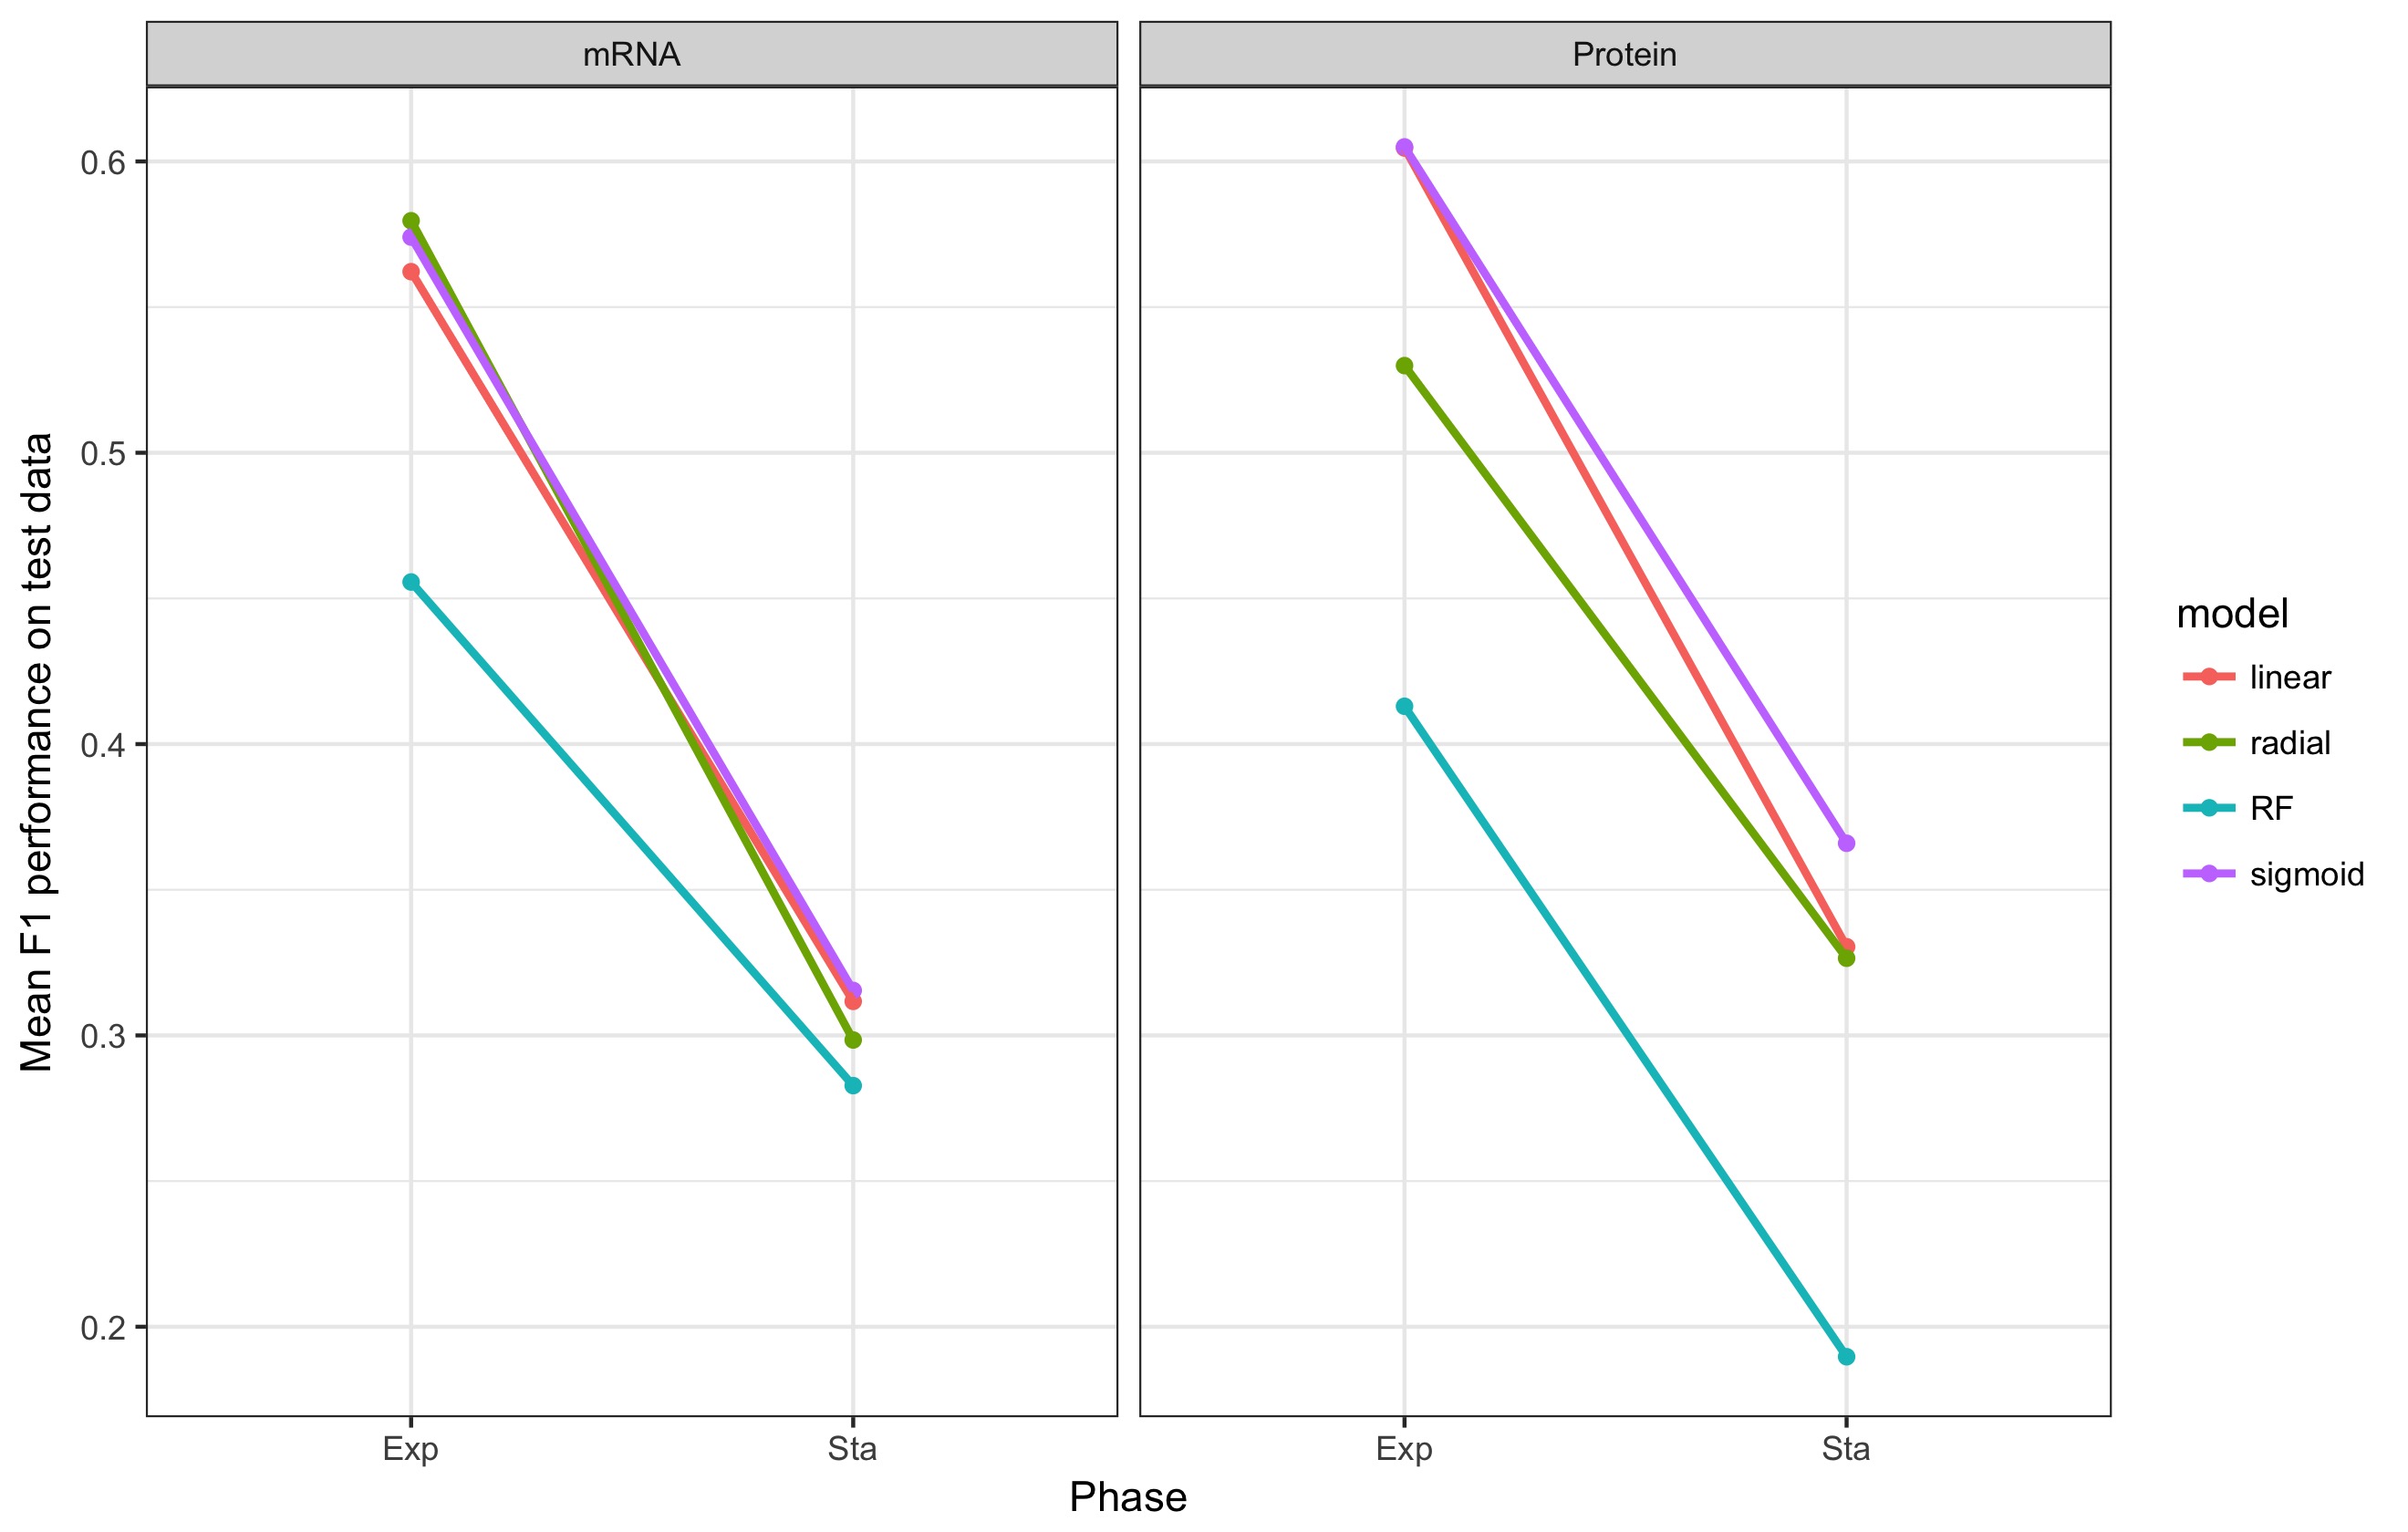 mRNA
Protein
0.6
0.5
0.4
0.3
0.2
Mean F1 performance on test data
Exp
Sta
Exp
Sta
Phase
model
linear
radial
RF
sigmoid